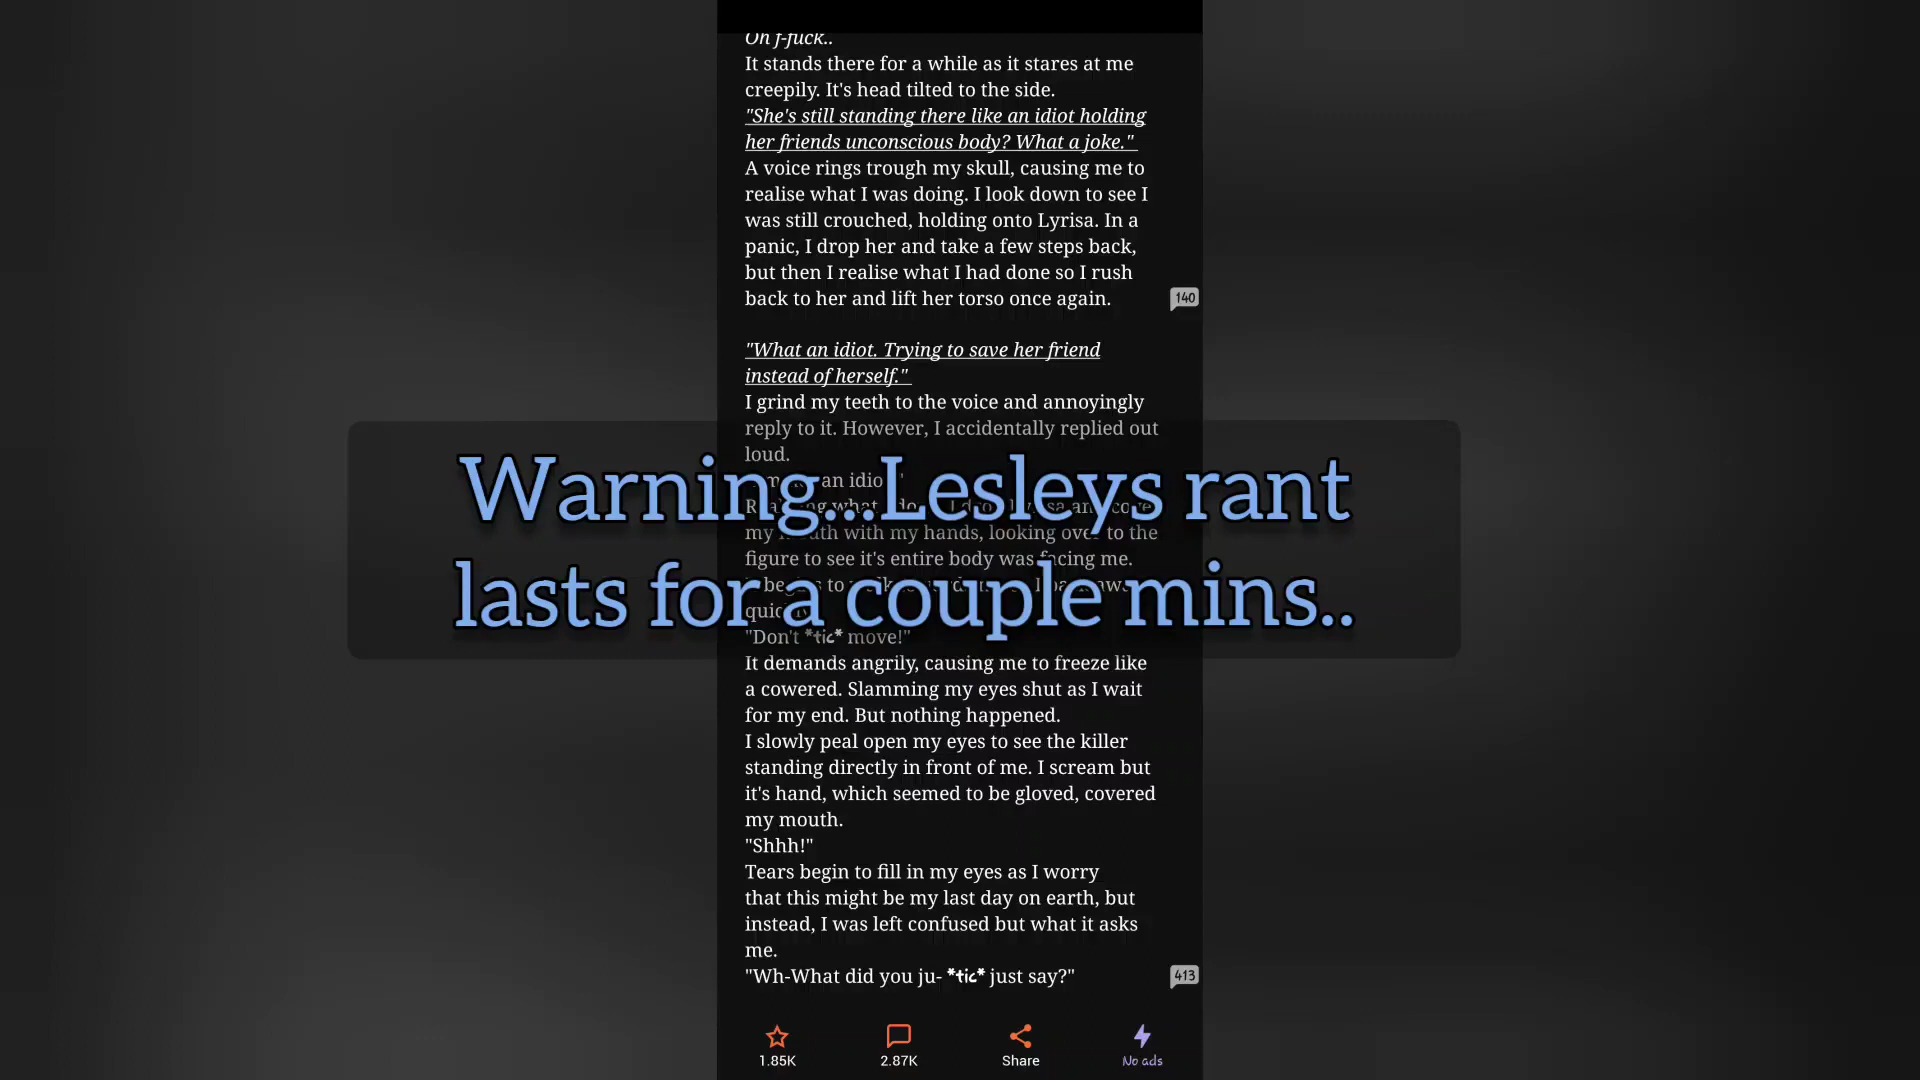 Oh f-fuck..
It stands there for a while as it stares at me
creepily. It's head tilted to the side.
"She's still standing there like an idiot holding
her friends unconscious body? What a joke."
A voice rings trough my skull, causing me to
realise what I was doing. I look down to see I
was still crouched, holding onto Lyrisa. In a
panic, I drop her and take a few steps back,
but then I realise what I had done so I rush
back to her and lift her torso once again.
140
"What an idiot. Trying to save her friend
instead of herself."
I grind my teeth to the voice and annoyingly
reply to it. However, I accidentally replied out
loud.
an
Warning...Lesleys rant
my with my hands, looking over to the
figure to see it's entire body was facing me.
to
lasts for a couple mins..
"Don't *tic* move!"
It demands angrily, causing me to freeze like
a cowered. Slamming my eyes shut as I wait
for my end. But nothing happened.
I slowly peal open my eyes to see the killer
standing directly in front of me. I scream but
it's hand, which seemed to be gloved, covered
my mouth.
"Shhh!"
Tears begin to fill in my eyes as I worry
that this might be my last day on earth, but
instead, I was left confused but what it asks
me.
"Wh-What did you ju- *tic* just say?"
413
1.85K
2.87K
Share
No ads